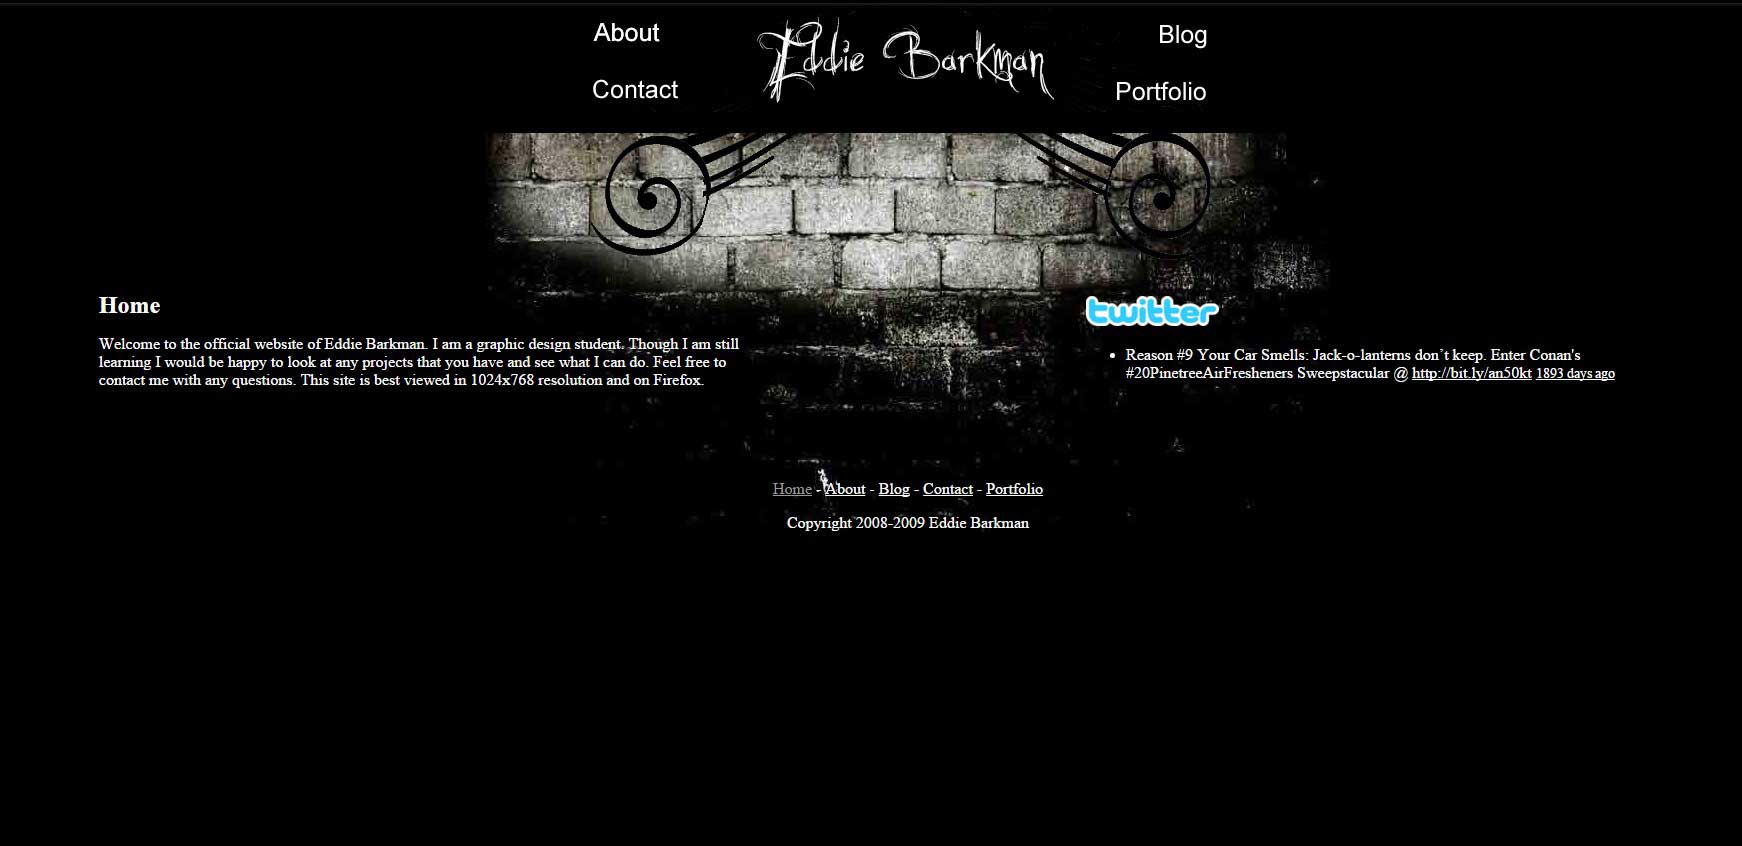 About
Contact
Eddie Barkman
Blog
Portfolio
Home
Welcome to the official website of Eddie Barkman. I am a graphic design student. Though I am still
learning I would be happy to look at any projects that you have and see what I can do. Feel free to
contact me with any questions. This site is best viewed in 1024x768 resolution and on Firefox.
twitter
• Reason #9 Your Car Smells: Jack-o-lanterns don’t keep. Enter Conan's
#20PinetreeAirFresheners Sweepstacular @ http://bit.ly/an50kt 1893 days ago
Home - About - Blog - Contact - Portfolio
Copyright 2008-2009 Eddie Barkman